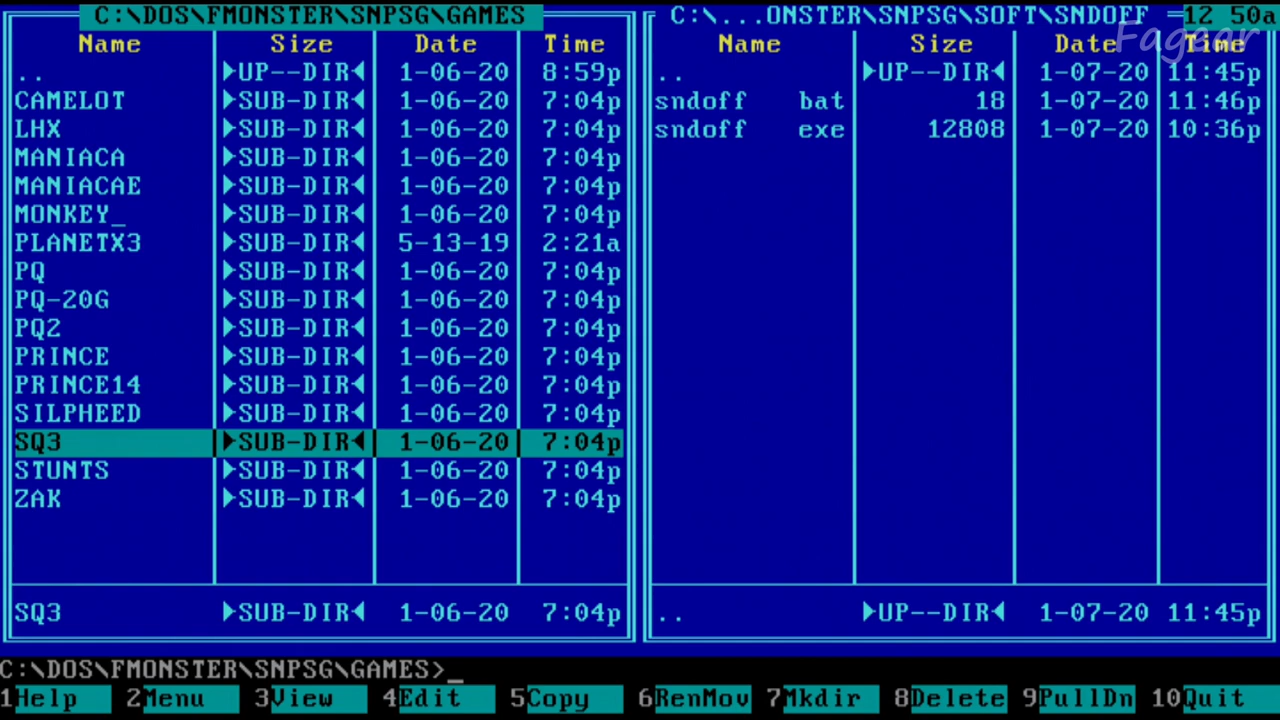 C:\DOS\FMONSTER\SNPSG\GAMES
Name Size Date Time
.. ►UP--DIR◄ 1-06-20 8:59p
CAMELOT ►SUB-DIR◄ 1-06-20 7:04p
LHX ►SUB-DIR◄ 1-06-20 7:04p
MANIACA ►SUB-DIR◄ 1-06-20 7:04p
MANIACAE ►SUB-DIR◄ 1-06-20 7:04p
MONKEY_ ►SUB-DIR◄ 1-06-20 7:04p
PLANETX3 ►SUB-DIR◄ 5-13-19 2:21a
PQ ►SUB-DIR◄ 1-06-20 7:04p
PQ-20G ►SUB-DIR◄ 1-06-20 7:04p
PQ2 ►SUB-DIR◄ 1-06-20 7:04p
PRINCE ►SUB-DIR◄ 1-06-20 7:04p
PRINCE14 ►SUB-DIR◄ 1-06-20 7:04p
SILPHEED ►SUB-DIR◄ 1-06-20 7:04p
SQ3 ►SUB-DIR◄ 1-06-20 7:04p
STUNTS ►SUB-DIR◄ 1-06-20 7:04p
ZAK ►SUB-DIR◄ 1-06-20 7:04p
SQ3 ►SUB-DIR◄ 1-06-20 7:04p
C:\...ONSTER\SNPSG\SOFT\SNDOFF 12 50a
Fagear
Name Size Date Time
.. ►UP--DIR◄ 1-07-20 11:45p
sndoff bat 18 1-07-20 11:46p
sndoff exe 12808 1-07-20 10:36p
.. ►UP--DIR◄ 1-07-20 11:45p
C:\DOS\FMONSTER\SNPSG\GAMES>_
1Help 2Menu 3View 4Edit 5Copy 6RenMov 7Mkdir 8Delete 9PullDn 10Quit